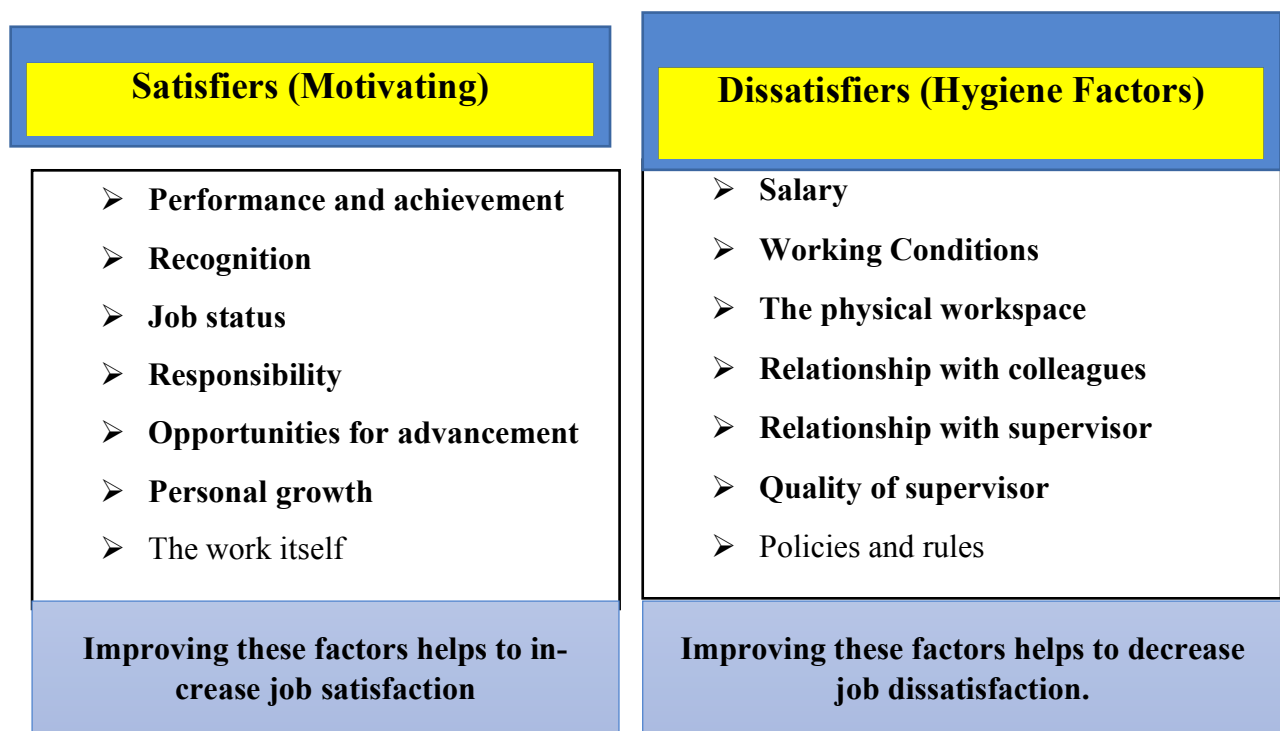 Satisfiers (Motivating)
➢ Performance and achievement
➢ Recognition
➢ Job status
➢ Responsibility
➢ Opportunities for advancement
➢ Personal growth
➢ The work itself
Improving these factors helps to in-
crease job satisfaction
Dissatisfiers (Hygiene Factors)
➢ Salary
➢ Working Conditions
➢ The physical workspace
➢ Relationship with colleagues
➢ Relationship with supervisor
➢ Quality of supervisor
➢ Policies and rules
Improving these factors helps to decrease
job dissatisfaction.